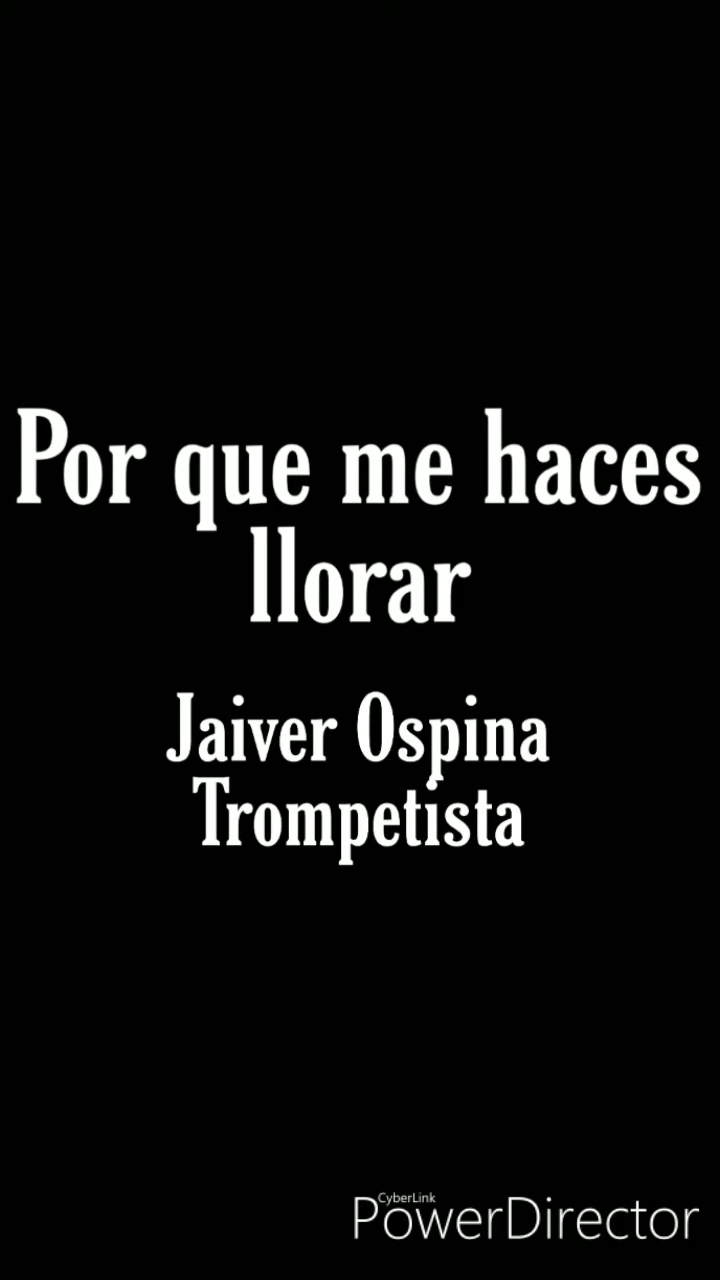 Por que me haces
llorar
Jaiver Ospina
Trompetista
CyberLink
PowerDirector